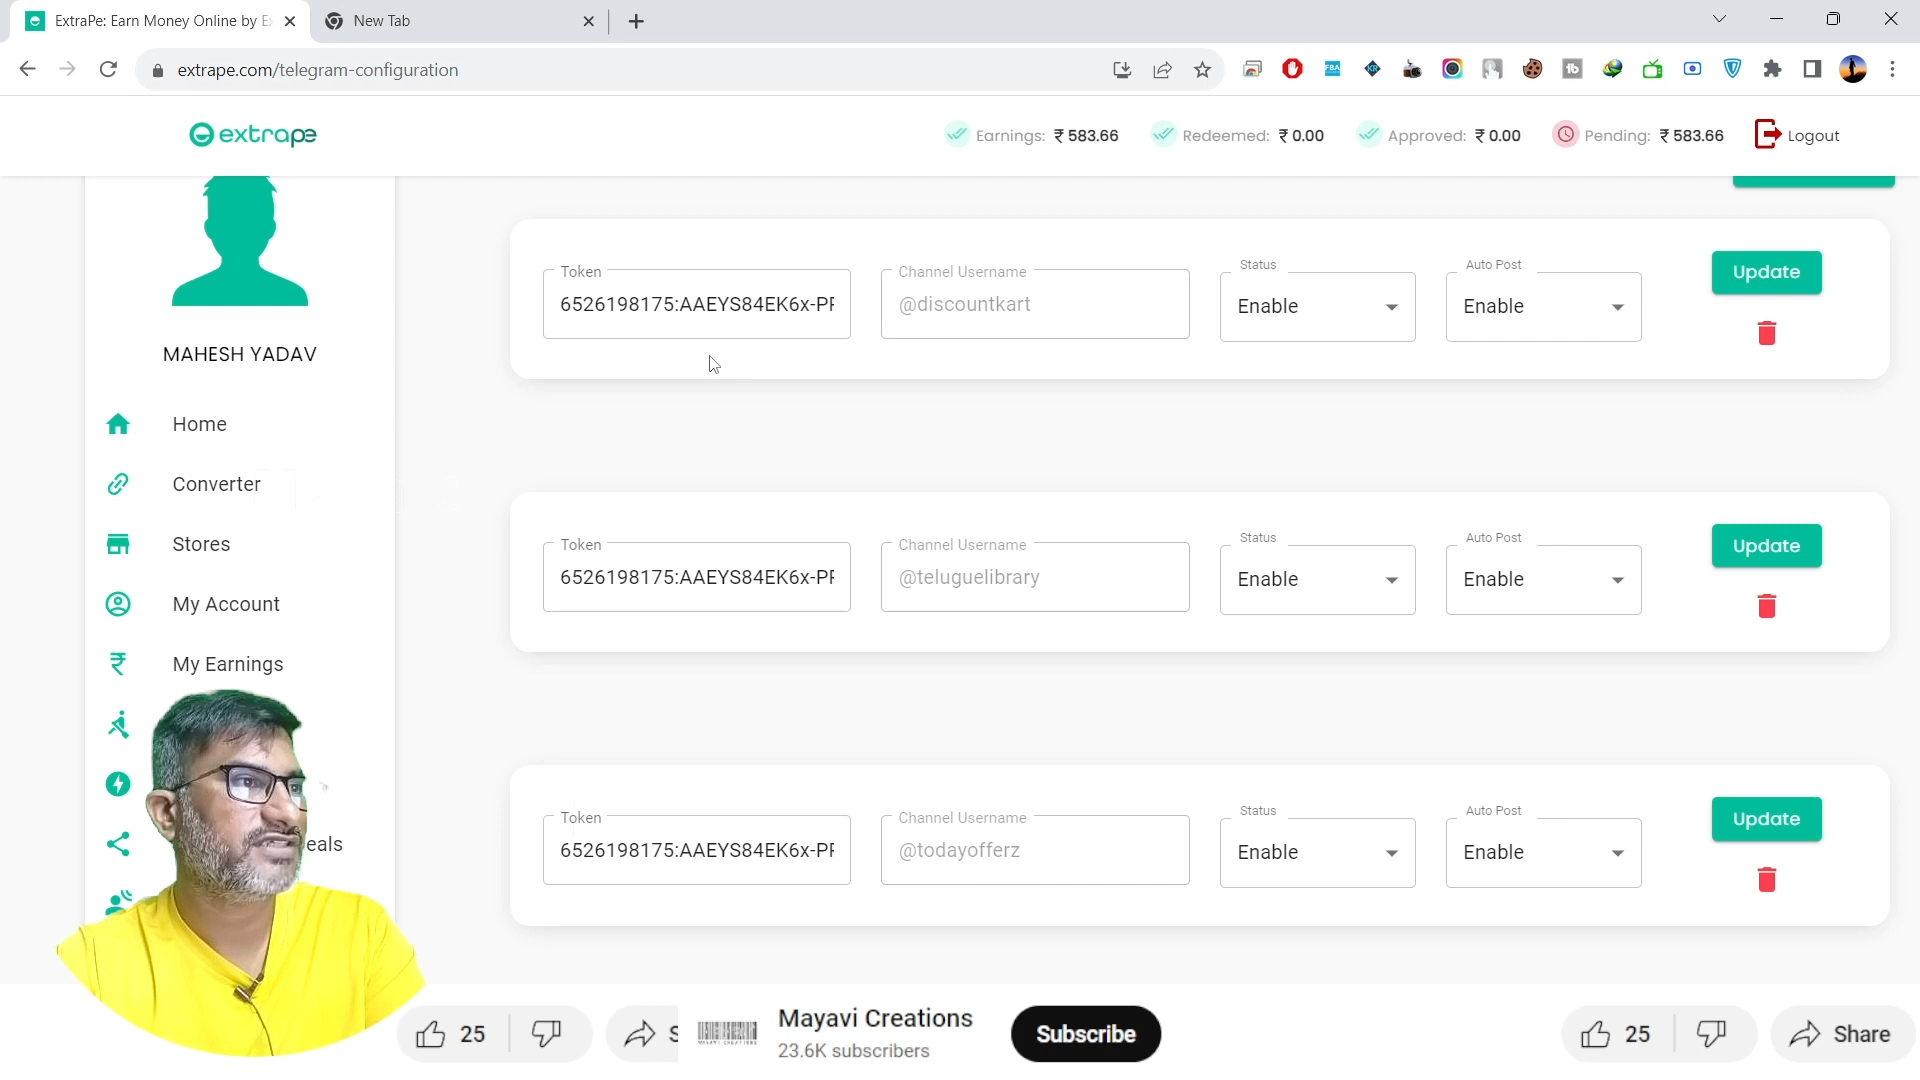 ExtraPe: Earn Money Online by
New Tab
extrape.com/telegram-configuration
extrape
Earnings: ₹ 583.66
Redeemed: ₹ 0.00
Approved: ₹ 0.00
Pending: ₹ 583.66
Logout
MAHESH YADAV
Home
Converter
Stores
My Account
My Earnings
eals
Token
6526198175:AAEYS84EK6x-PF
Channel Username
@discountkart
Status
Enable
Auto Post
Enable
Update
Token
6526198175:AAEYS84EK6x-PF
Channel Username
@teluguelibrary
Status
Enable
Auto Post
Enable
Update
Token
6526198175:AAEYS84EK6x-PF
Channel Username
@todayofferz
Status
Enable
Auto Post
Enable
Update
25
S
Mayavi Creations
23.6K subscribers
Subscribe
25
Share